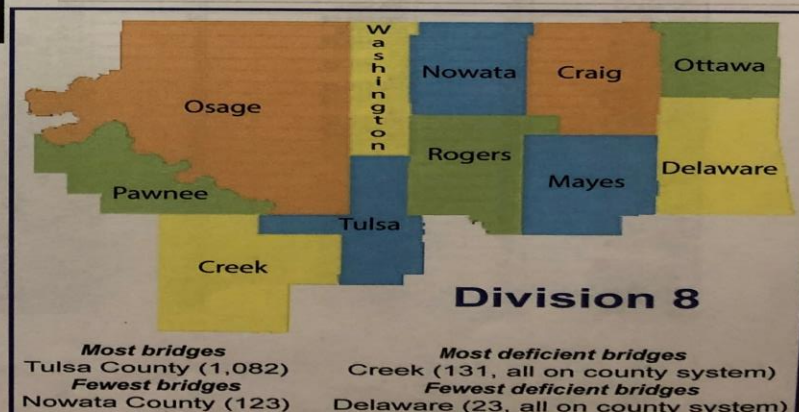 Washington
Nowata
Craig
Ottawa
Osage
Rogers
Mayes
Delaware
Pawnee
Tulsa
Creek
Division 8
Most bridges
Tulsa County (1,082)
Fewest bridges
Nowata County (123)
Most deficient bridges
Creek (131, all on county system)
Fewest deficient bridges
Delaware (23, all on county system)